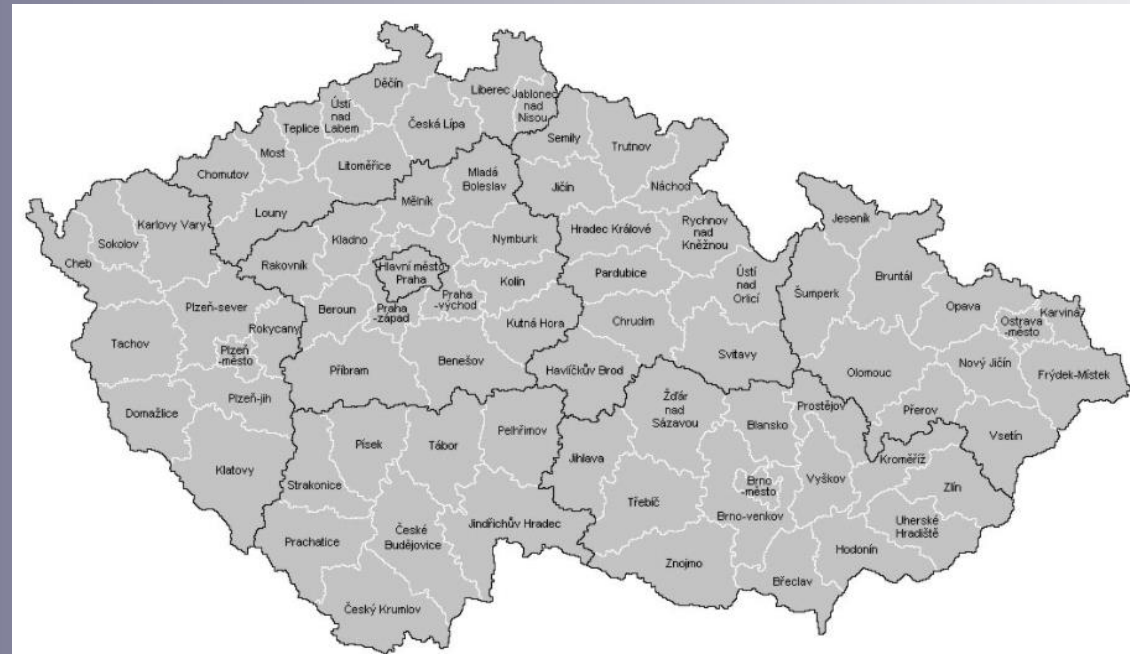 Děčín
Liberec
Jablonec
nad
Nisou
Ústí
nad
Labem
Teplice
Česká Lípa
Most
Chomutov
Litoměřice
Semily
Trutnov
Mladá
Boleslav
Jičín
Náchod
Mělník
Louny
Karlovy Vary
Sokolov
Cheb
Kladno
Rakovník
Nymburk
Hradec Králové
Rychnov
nad
Kněžnou
Jeseník
Hlavní město
Praha
Kolín
Pardubice
Ústí
nad
Orlicí
Šumperk
Bruntál
Opava
Karviná
Ostrava
-město
Plzeň-sever
Rokycany
Beroun
Praha
-západ
Praha
-východ
Kutná Hora
Chrudim
Svitavy
Tachov
Plzeň
-město
Příbram
Benešov
Havlíčkův Brod
Olomouc
Nový Jičín
Frýdek-Místek
Domažlice
Plzeň-jih
Písek
Tábor
Pelhřimov
Žďár
nad
Sázavou
Prostějov
Blansko
Přerov
Vsetín
Klatovy
Strakonice
Jihlava
Třebíč
Brno
-město
Vyškov
Kroměříž
Zlín
Brno-venkov
Prachatice
České
Budějovice
Jindřichův Hradec
Uherské
Hradiště
Hodonín
Znojmo
Břeclav
Český Krumlov